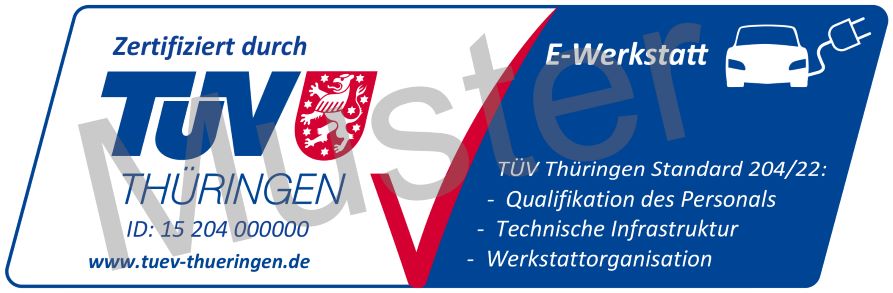 Zertifiziert durch
TÜV
THÜRINGEN
ID: 15 204 000000
www.tuev-thueringen.de
E-Werkstatt
TÜV Thüringen Standard 204/22:
- Qualifikation des Personals
- Technische Infrastruktur
- Werkstattorganisation
Muster